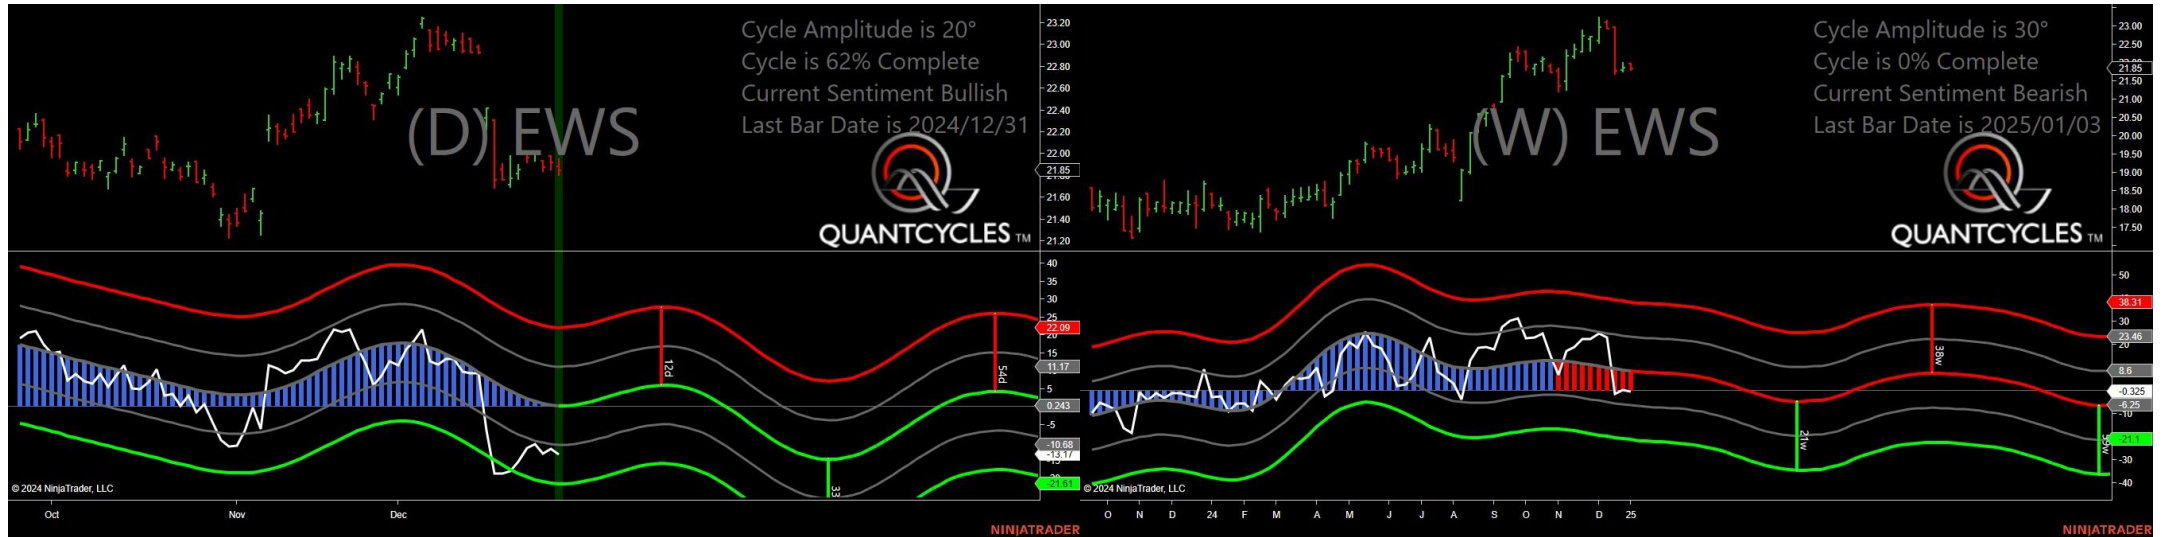 Cycle Amplitude is 20°
Cycle is 62% Complete
Current Sentiment Bullish
Last Bar Date is 2024/12/31
(D) EWS
QUANTCYCLES TM
23.20
23.00
22.80
22.60
22.40
22.20
22.00
21.85
21.60
21.40
21.20
40
35
30
25
22.09
20
15
11.17
5
0.243
-5
-10.68
-13.17
-21.61
12d
33
54d
© 2024 NinjaTrader, LLC
Oct Nov Dec
NINJATRADER
Cycle Amplitude is 30°
Cycle is 0% Complete
Current Sentiment Bearish
Last Bar Date is 2025/01/03
(W) EWS
QUANTCYCLES TM
23.00
22.50
21.85
21.50
21.00
20.50
20.00
19.50
19.00
18.50
18.00
17.50
50
38.31
30
23.46
20
8.6
-0.325
-6.25
-10
-21.1
-30
-40
21w
38w
© 2024 NinjaTrader, LLC
O N D 24 F M A M J J A S O N D 25
NINJATRADER